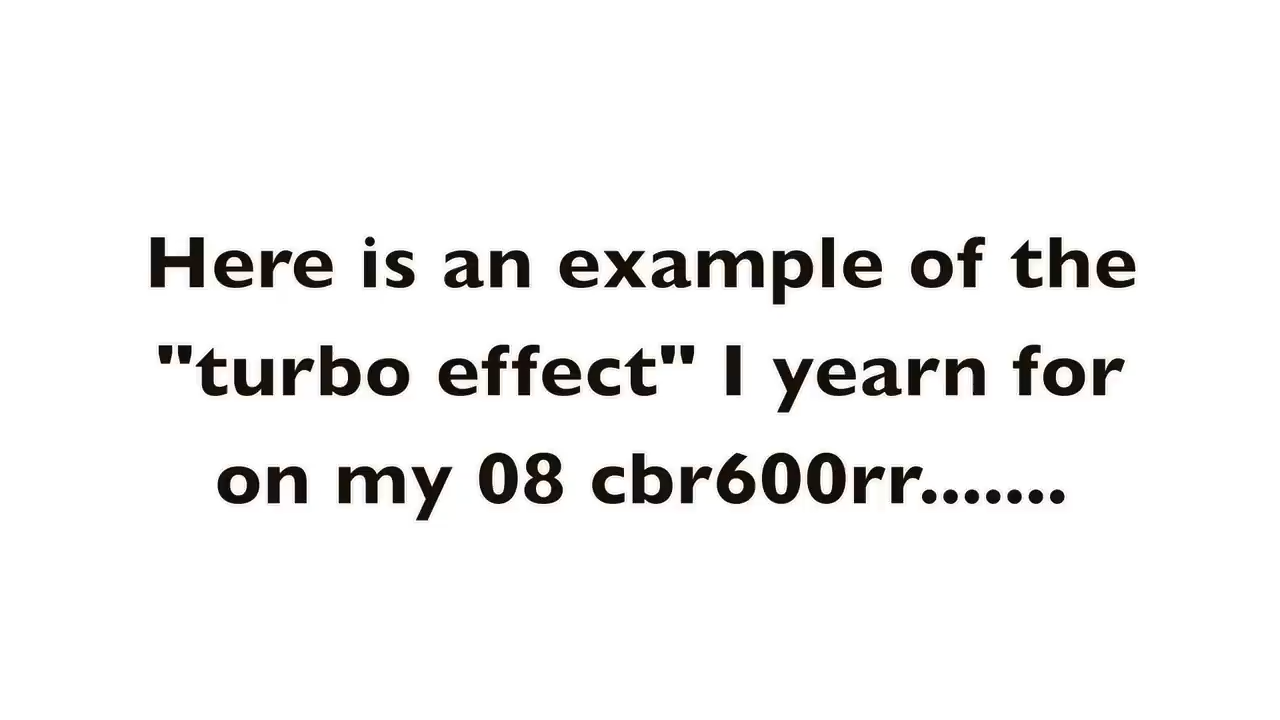 Here is an example of the
"turbo effect" I yearn for
on my 08 cbr600rr.......